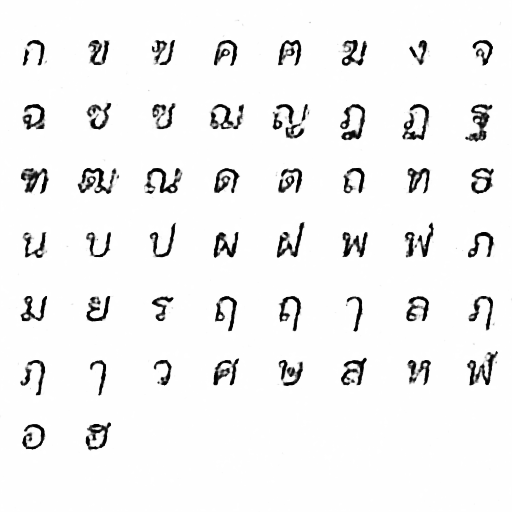 ก ข ฃ ค ฅ ฆ ง จ
ฉ ช ซ ฌ ญ ฎ ฏ ฐ
ฑ ฒ ณ ด ต ถ ท ธ
น บ ป ผ ฝ พ ฟ ภ
ม ย ร ฤ ฤ ๅ ล ฦ
ฦ ๅ ว ศ ษ ส ห ฬ
อ ฮ